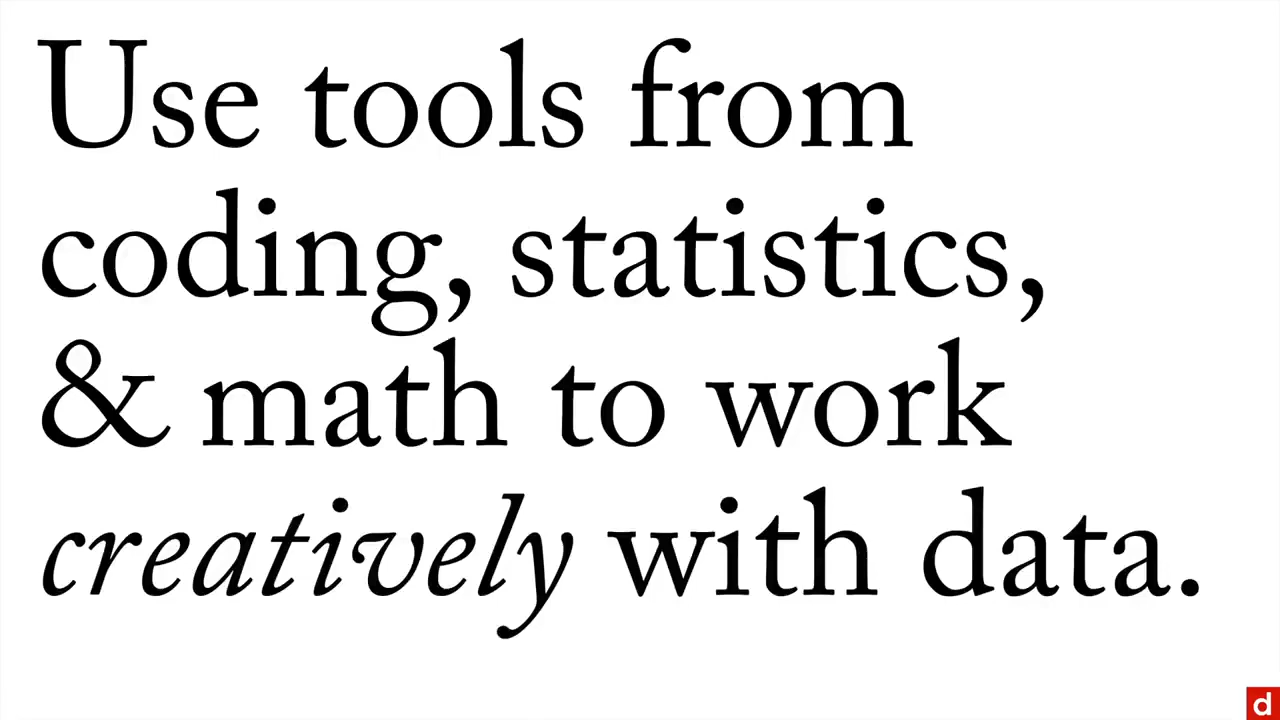 Use tools from
coding, statistics,
& math to work
creatively with data.
d